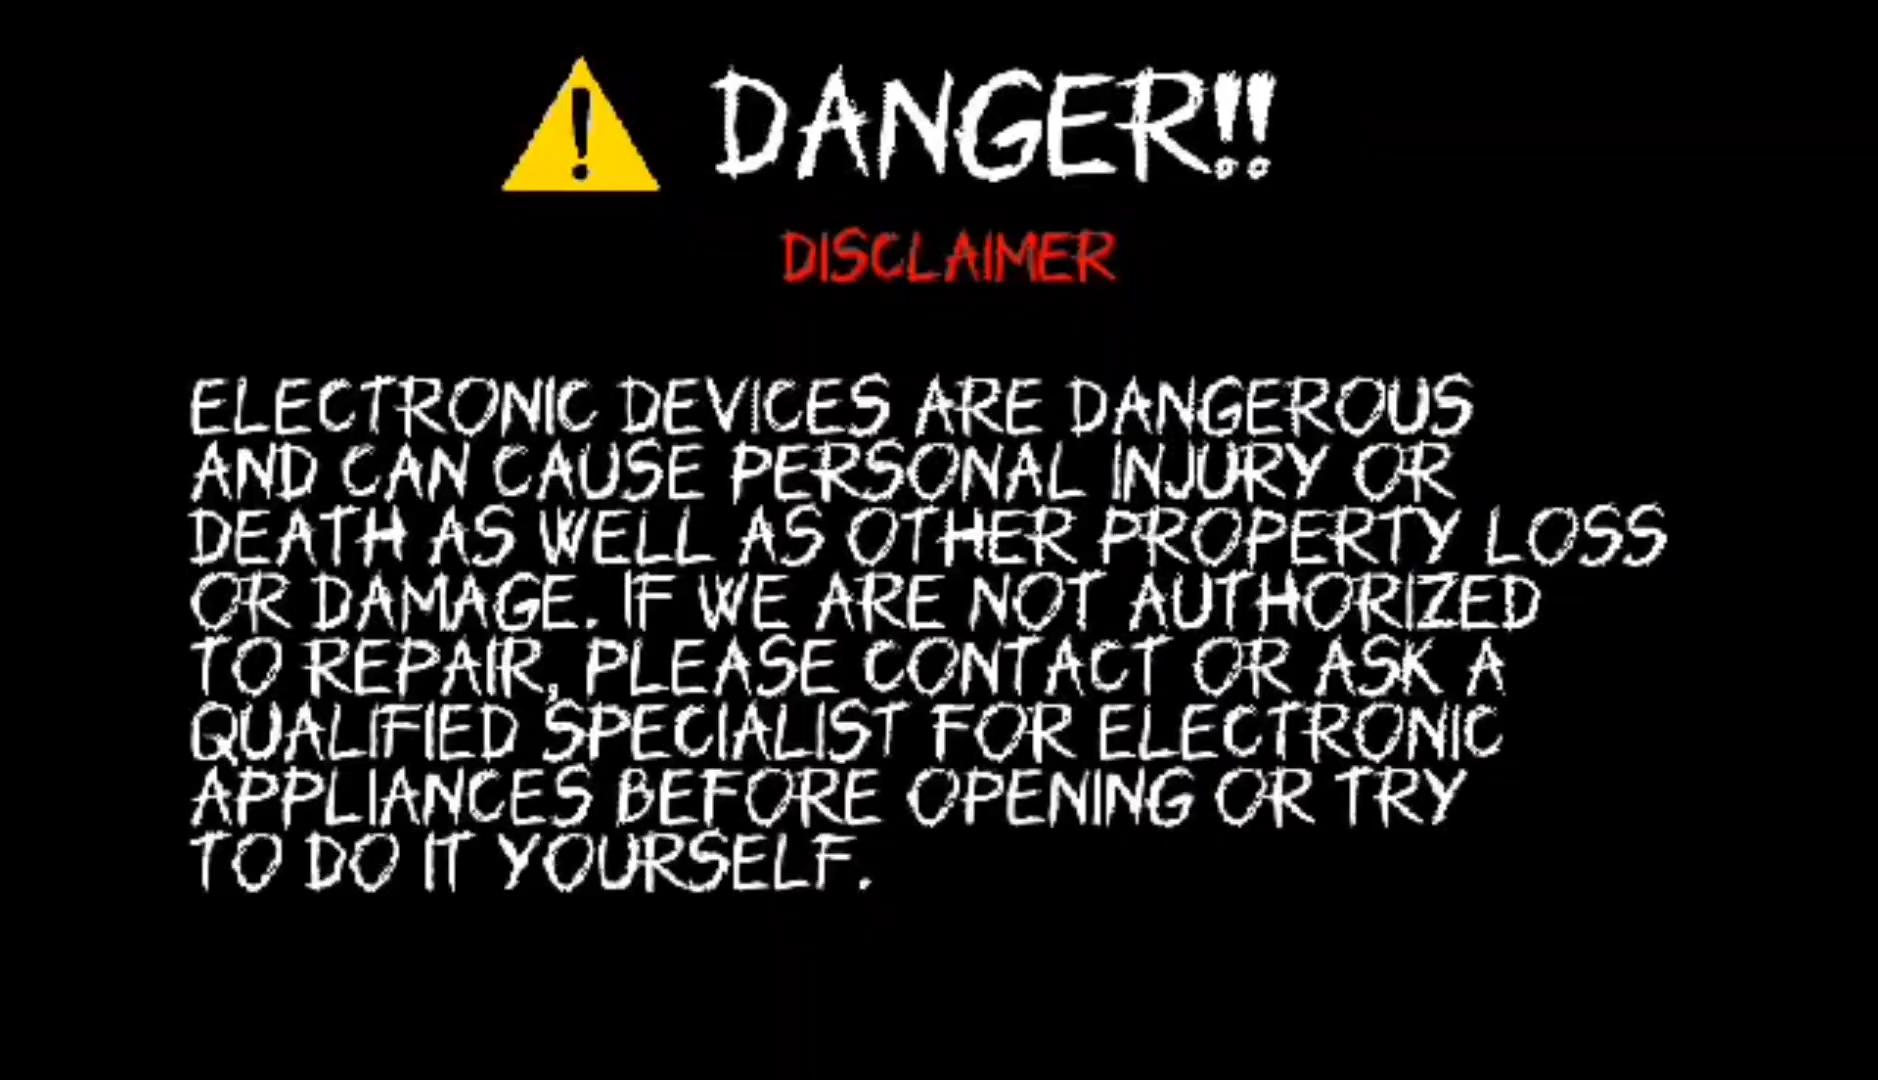 DANGER!!
DISCLAIMER
ELECTRONIC DEVICES ARE DANGEROUS
AND CAN CAUSE PERSONAL INJURY OR
DEATH AS WELL AS OTHER PROPERTY LOSS
OR DAMAGE. IF WE ARE NOT AUTHORIZED
TO REPAIR, PLEASE CONTACT OR ASK A
QUALIFIED SPECIALIST FOR ELECTRONIC
APPLIANCES BEFORE OPENING OR TRY
TO DO IT YOURSELF.